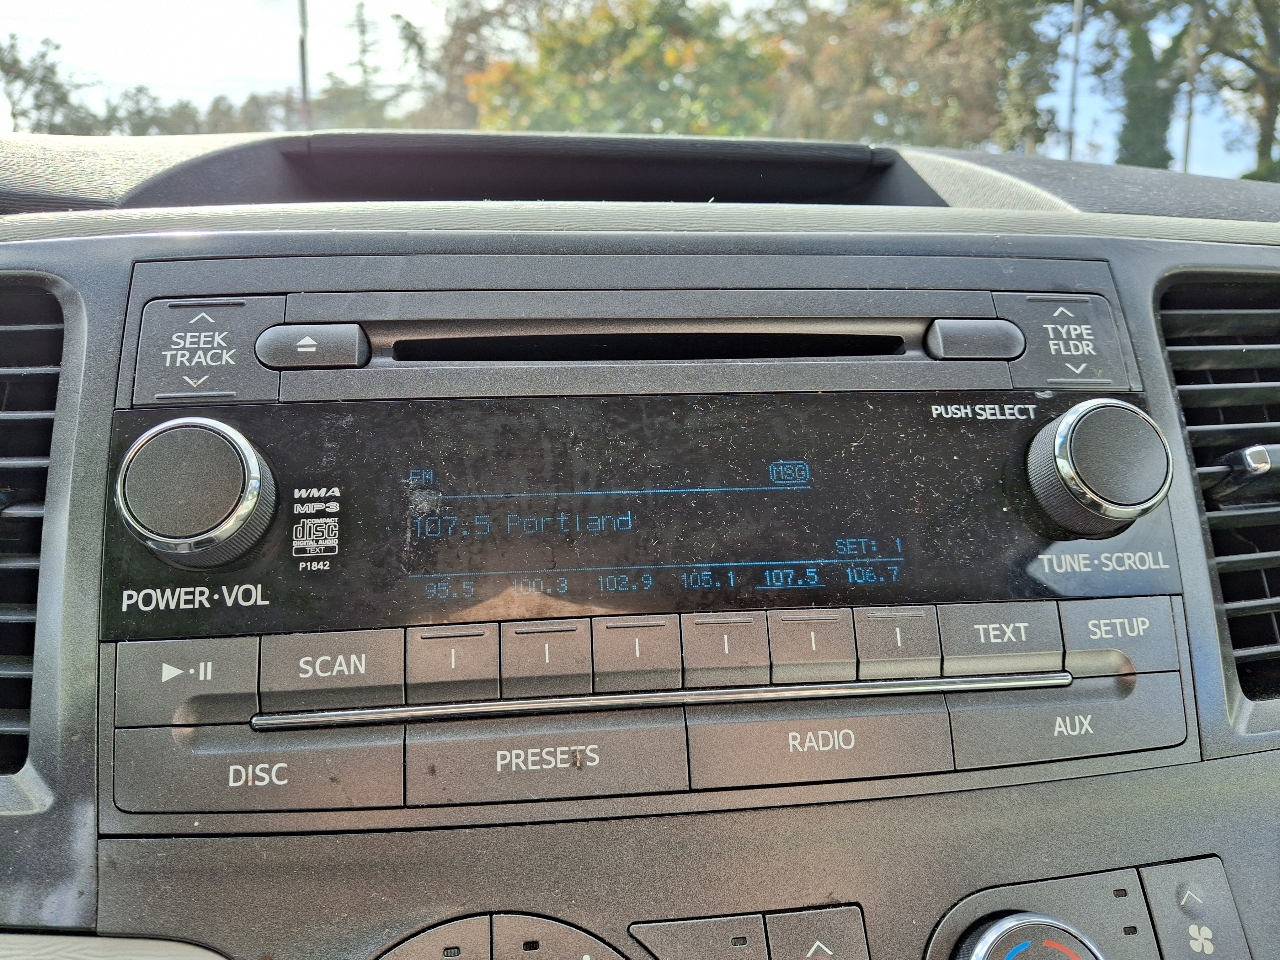 SEEK
TRACK
TYPE
FLDR
PUSH SELECT
FM
MSG
WMA
MP3
COMPACT
disc
DIGITAL AUDIO
TEXT
P1842
107.5 Portland
SET: 1
95.5 100.3 102.9 105.1 107.5 106.7
POWER·VOL
TUNE·SCROLL
SCAN
TEXT
SETUP
DISC
PRESETS
RADIO
AUX